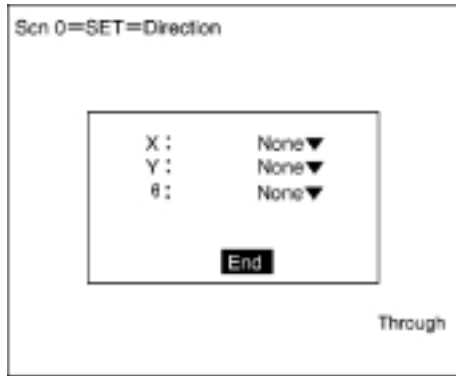 Scn 0=SET=Direction
X : None▼
Y : None▼
θ : None▼
End
Through